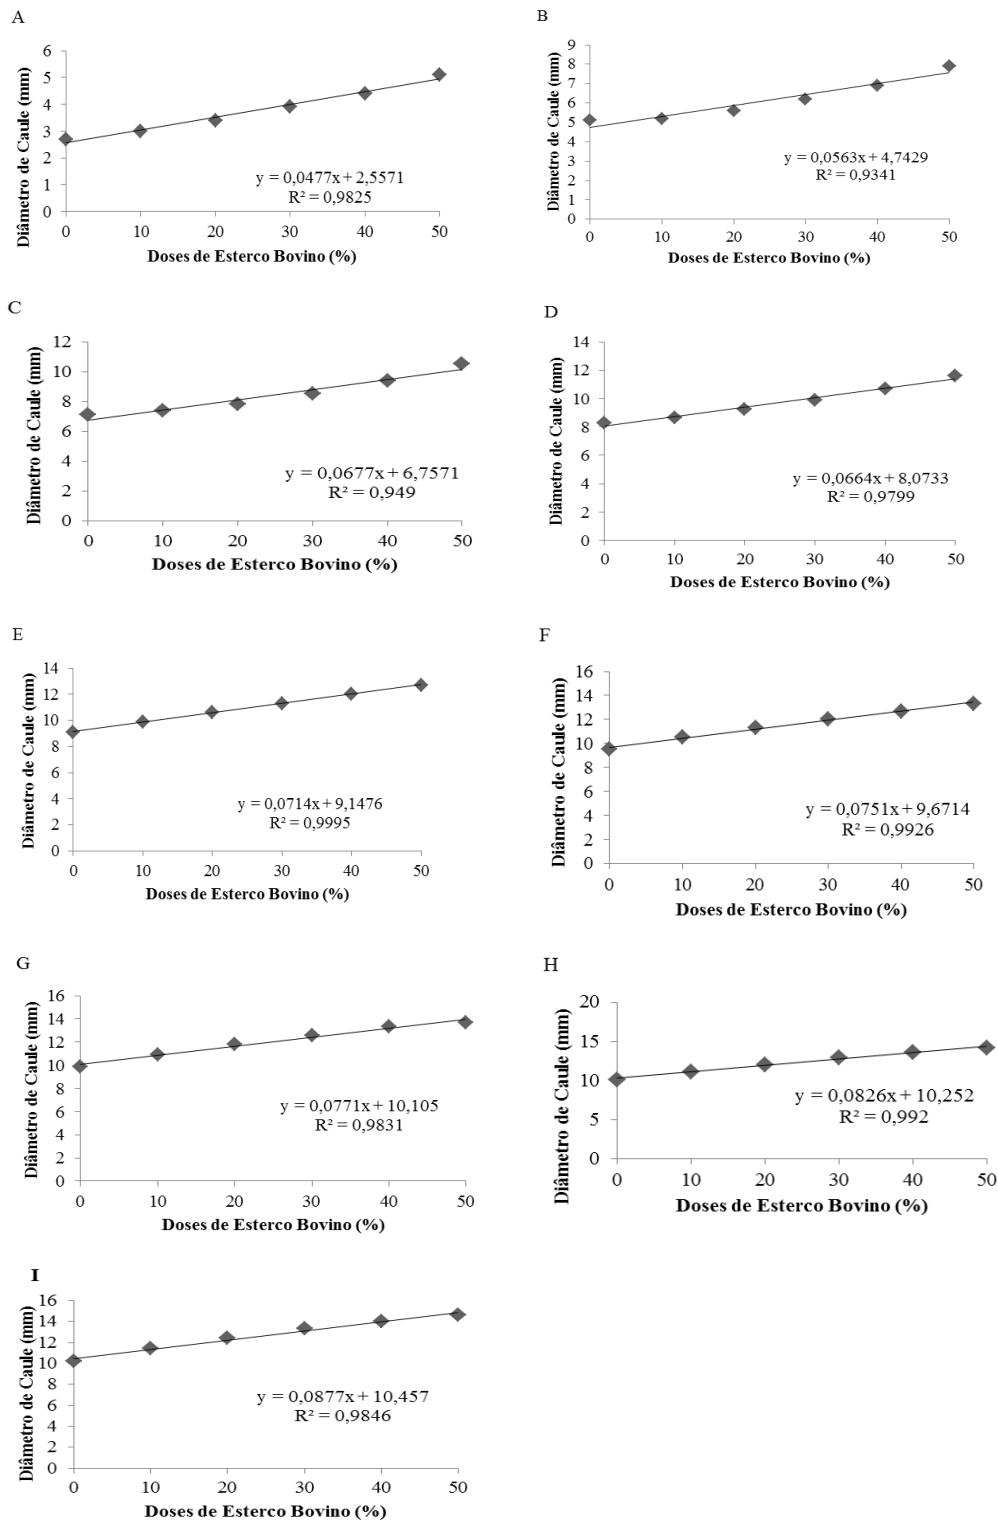 A
Diâmetro de Caule (mm)
6
5
4
3
2
1
0
y = 0,0477x + 2,5571
R² = 0,9825
0 10 20 30 40 50
Doses de Esterco Bovino (%)
B
Diâmetro de Caule (mm)
9
8
7
6
5
4
3
2
1
0
y = 0,0563x + 4,7429
R² = 0,9341
0 10 20 30 40 50
Doses de Esterco Bovino (%)
C
Diâmetro de Caule (mm)
12
10
8
6
4
2
0
y = 0,0677x + 6,7571
R² = 0,949
0 10 20 30 40 50
Doses de Esterco Bovino (%)
D
Diâmetro de Caule (mm)
14
12
10
8
6
4
2
0
y = 0,0664x + 8,0733
R² = 0,9799
0 10 20 30 40 50
Doses de Esterco Bovino (%)
E
Diâmetro de Caule (mm)
14
12
10
8
6
4
2
0
y = 0,0714x + 9,1476
R² = 0,9995
0 10 20 30 40 50
Doses de Esterco Bovino (%)
F
Diâmetro de Caule (mm)
16
14
12
10
8
6
4
2
0
y = 0,0751x + 9,6714
R² = 0,9926
0 10 20 30 40 50
Doses de Esterco Bovino (%)
G
Diâmetro de Caule (mm)
16
14
12
10
8
6
4
2
0
y = 0,0771x + 10,105
R² = 0,9831
0 10 20 30 40 50
Doses de Esterco Bovino (%)
H
Diâmetro de Caule (mm)
20
15
10
5
0
y = 0,0826x + 10,252
R² = 0,992
0 10 20 30 40 50
Doses de Esterco Bovino (%)
I
Diâmetro de Caule (mm)
16
14
12
10
8
6
4
2
0
y = 0,0877x + 10,457
R² = 0,9846
0 10 20 30 40 50
Doses de Esterco Bovino (%)